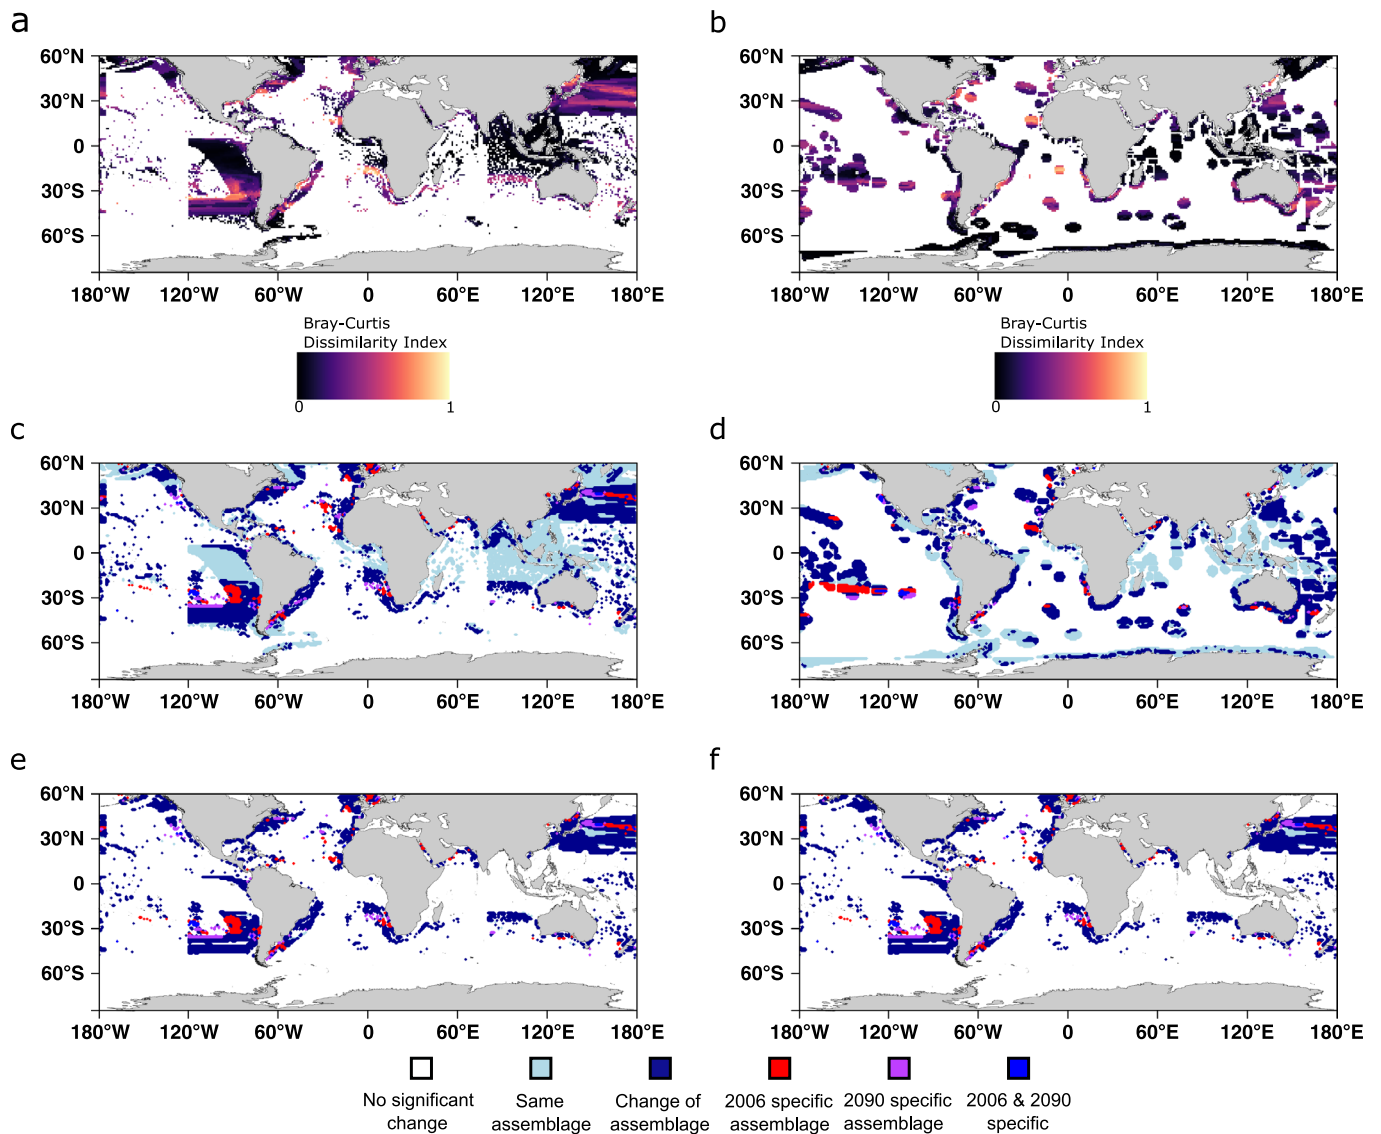 a
60°N
30°N
0
30°S
60°S
180°W 120°W 60°W 0 60°E 120°E 180°E
Bray-Curtis
Dissimilarity Index
0 1
b
60°N
30°N
0
30°S
60°S
180°W 120°W 60°W 0 60°E 120°E 180°E
Bray-Curtis
Dissimilarity Index
0 1
c
60°N
30°N
0
30°S
60°S
180°W 120°W 60°W 0 60°E 120°E 180°E
d
60°N
30°N
0
30°S
60°S
180°W 120°W 60°W 0 60°E 120°E 180°E
e
60°N
30°N
0
30°S
60°S
180°W 120°W 60°W 0 60°E 120°E 180°E
f
60°N
30°N
0
30°S
60°S
180°W 120°W 60°W 0 60°E 120°E 180°E
No significant
change
Same
assemblage
Change of
assemblage
2006 specific
assemblage
2090 specific
assemblage
2006 & 2090
specific